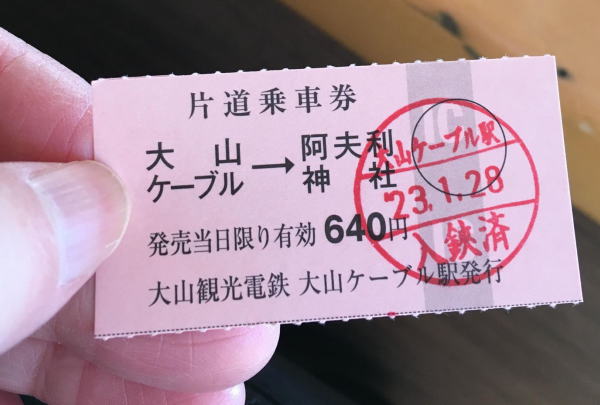 片道乗車券
大山ケーブル→阿夫利神社
発売当日限り有効 640円
大山観光電鉄 大山ケーブル駅発行
大山ケーブル駅
'23.1.28
入鋏済